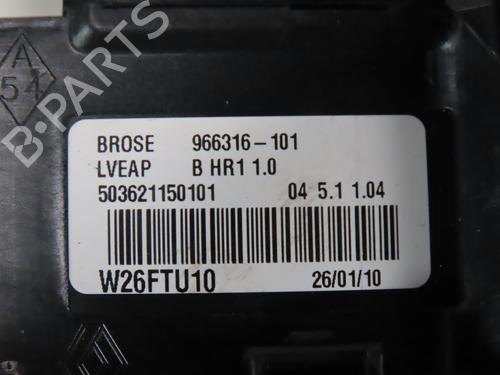 A
54
B-PARTS
BROSE 966316-101
LVEAP B HR1 1.0
503621150101 04 5.1 1.04
W26FTU10 26/01/10